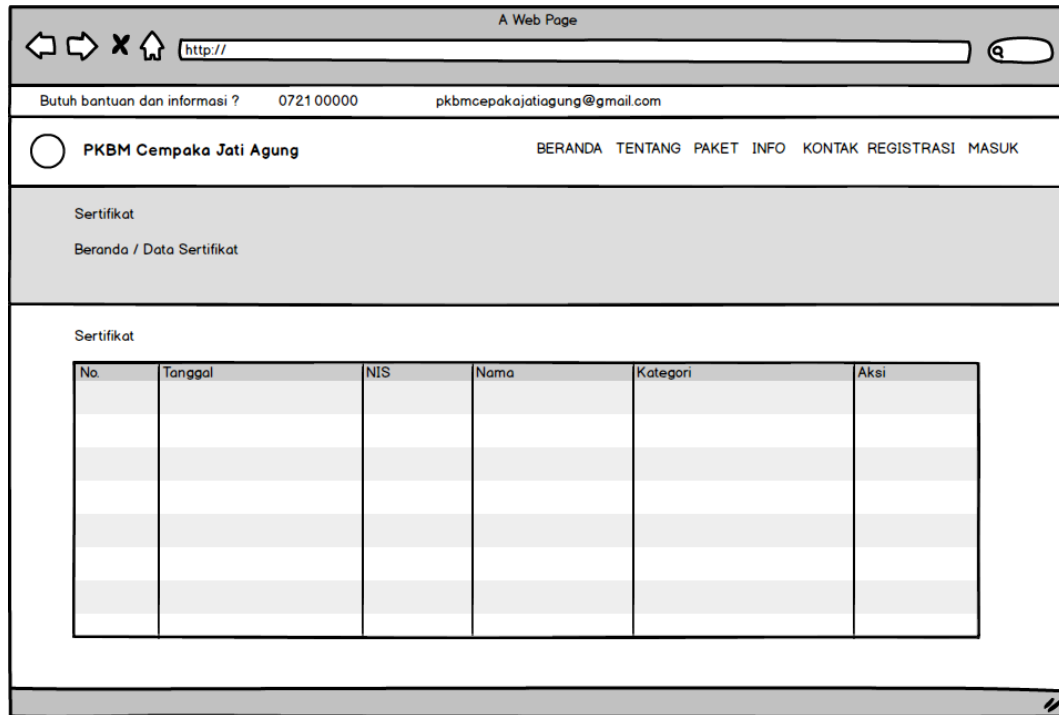 A Web Page
http://
Butuh bantuan dan informasi ? 0721 00000 pkbmcepakajatiagung@gmail.com
PKBM Cempaka Jati Agung BERANDA TENTANG PAKET INFO KONTAK REGISTRASI MASUK
Sertifikat
Beranda / Data Sertifikat
Sertifikat
No. Tanggal NIS Nama Kategori Aksi